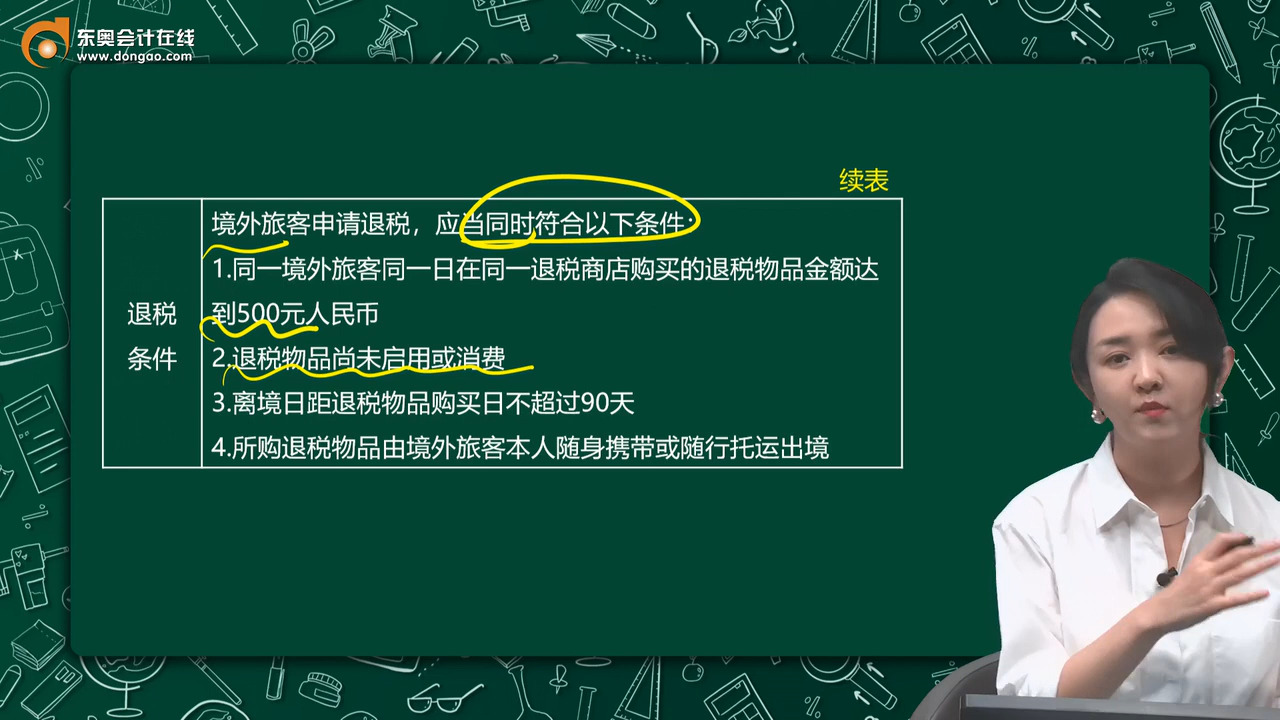 东奥会计在线
www.dongao.com
续表
退税
条件
境外旅客申请退税，应当同时符合以下条件：
1.同一境外旅客同一日在同一退税商店购买的退税物品金额达
到500元人民币
2.退税物品尚未启用或消费
3.离境日距退税物品购买日不超过90天
4.所购退税物品由境外旅客本人随身携带或随行托运出境